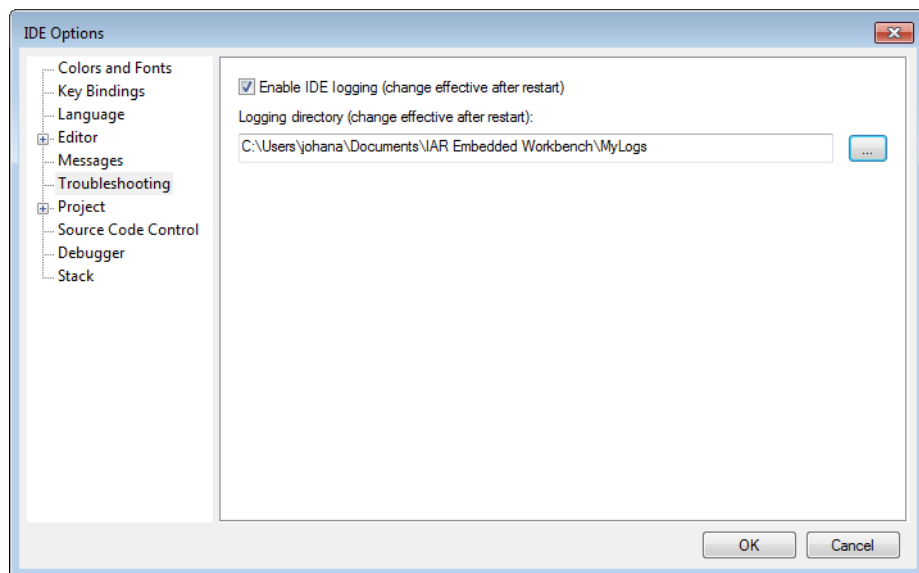 IDE Options
Colors and Fonts
Key Bindings
Language
Editor
Messages
Troubleshooting
Project
Source Code Control
Debugger
Stack
Enable IDE logging (change effective after restart)
Logging directory (change effective after restart):
C:\Users\johana\Documents\IAR Embedded Workbench\MyLogs
...
OK
Cancel